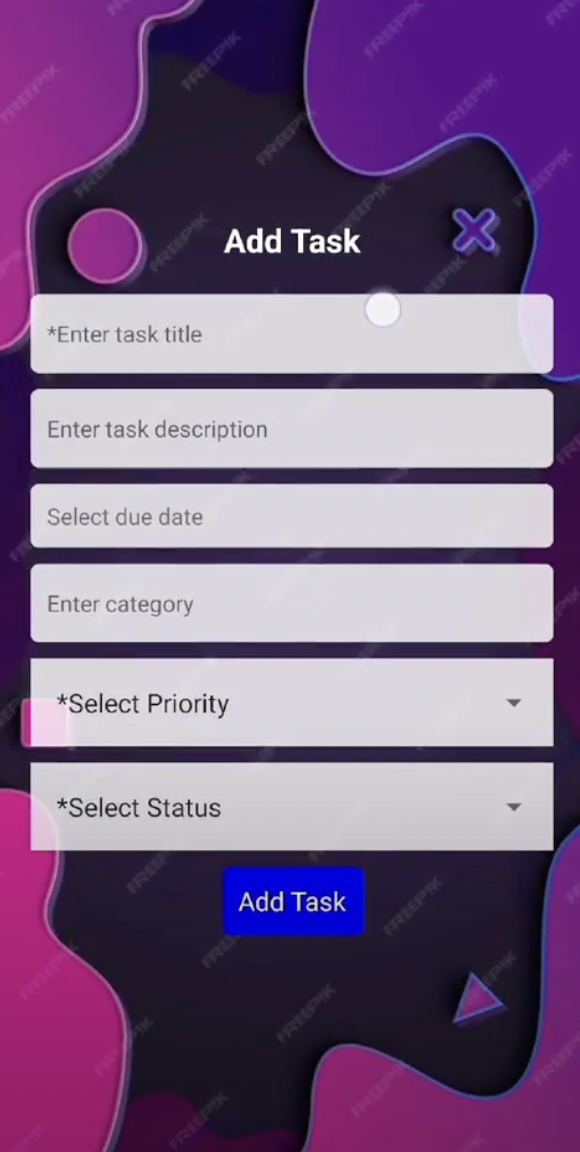 Add Task
*Enter task title
Enter task description
Select due date
Enter category
*Select Priority
*Select Status
Add Task
FREEPIK